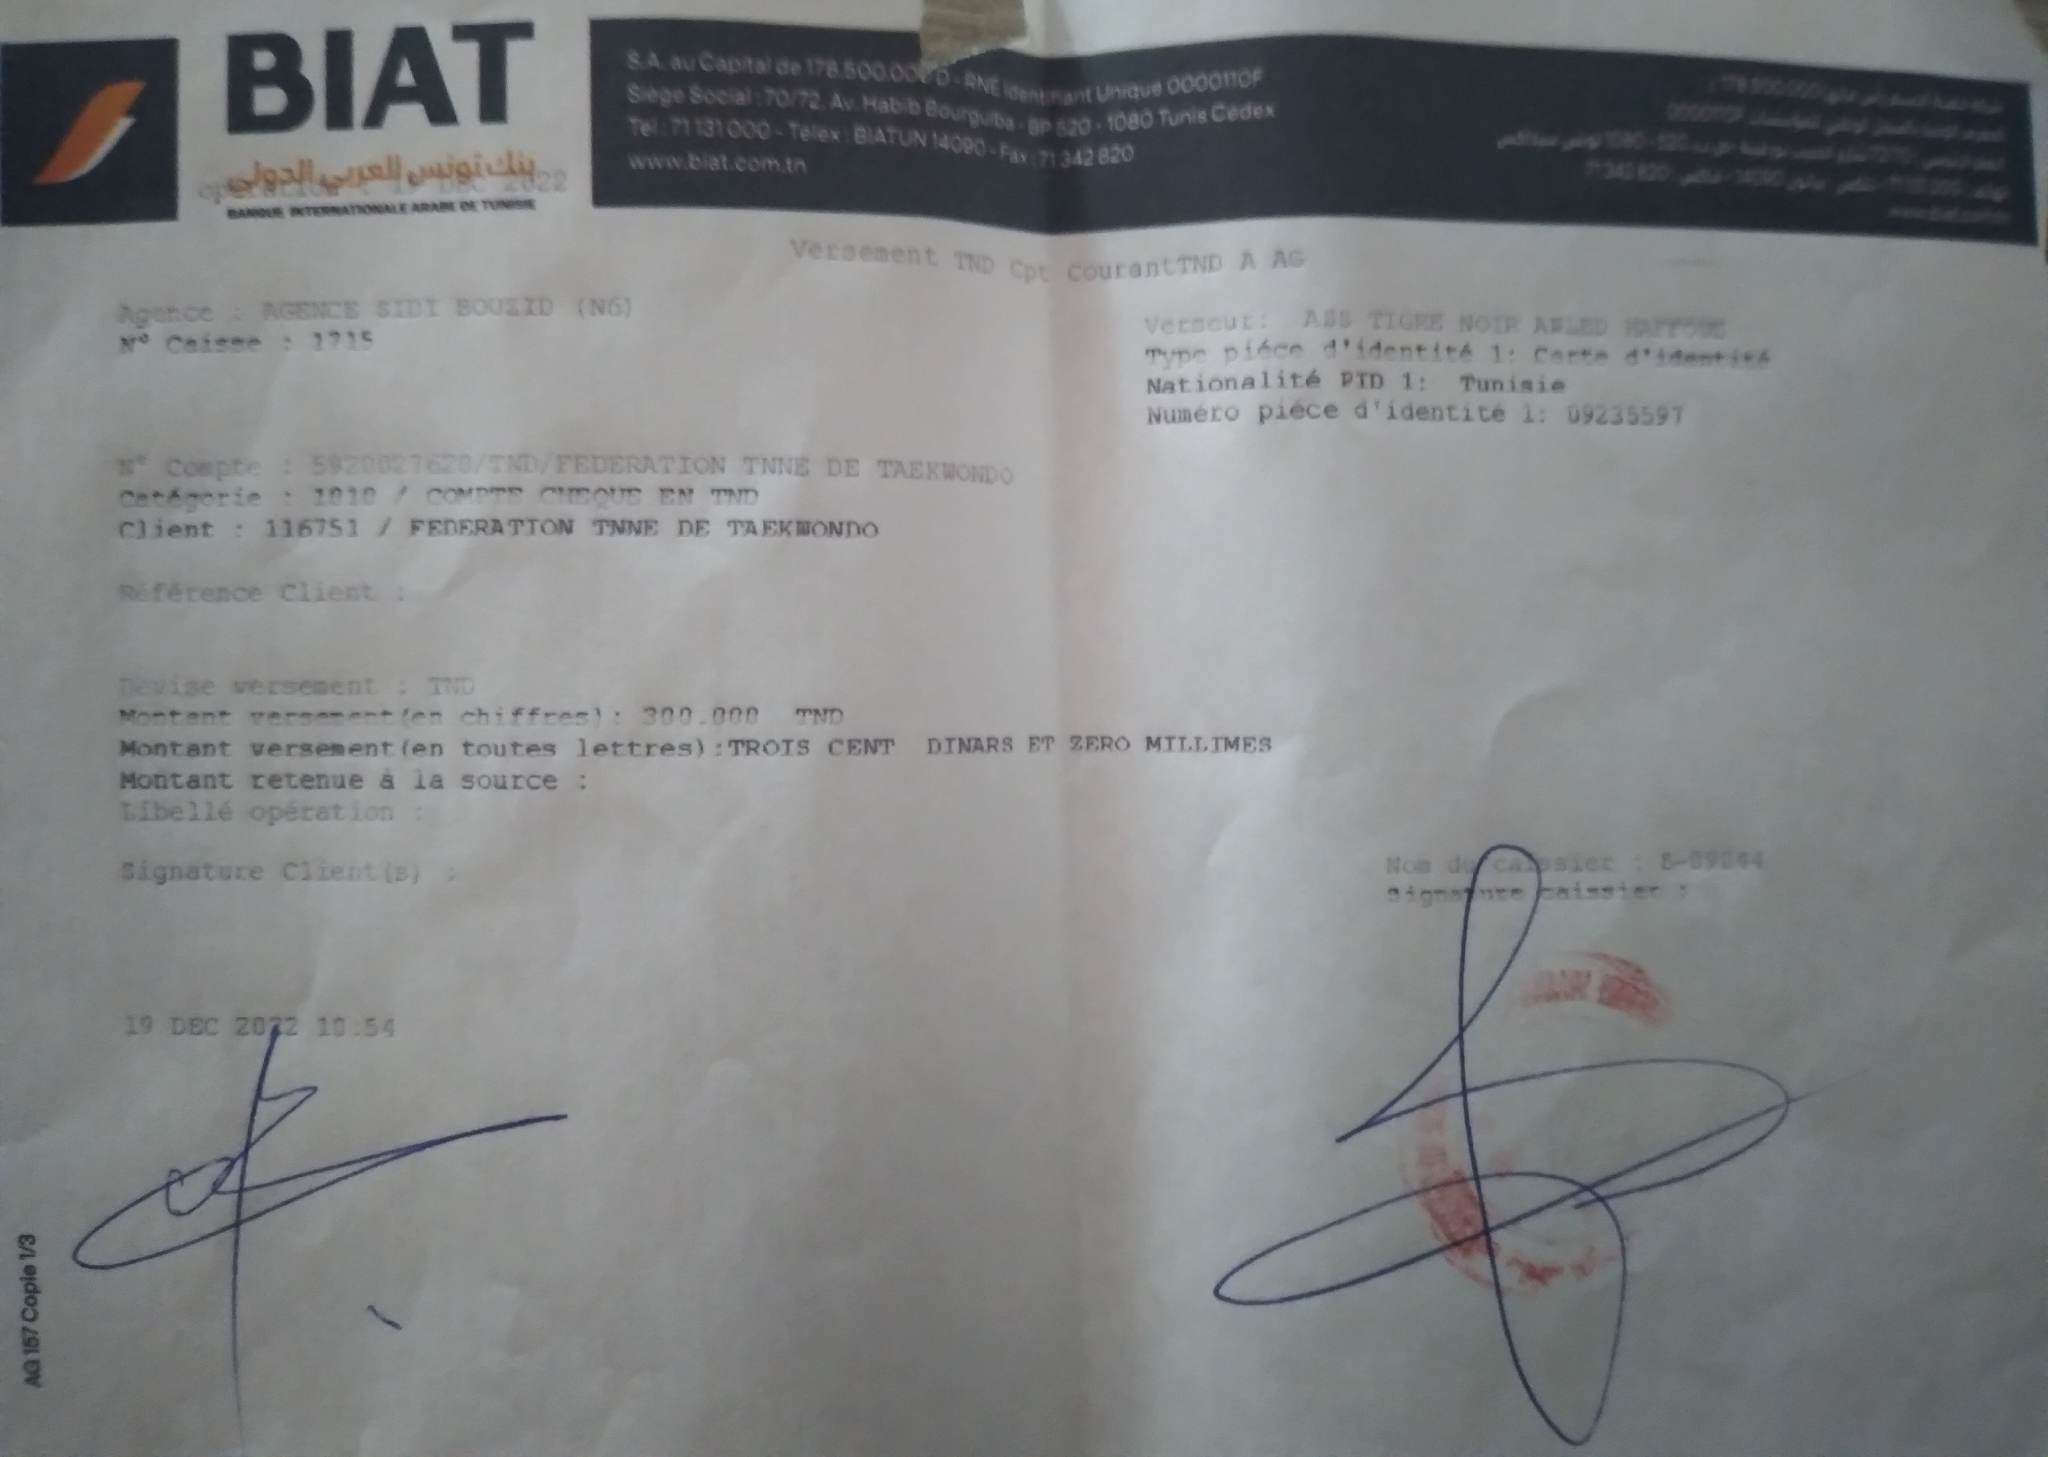 BIAT
بنك تونس العربي الدولي
DEC 2022
BANQUE INTERNATIONALE ARABE DE TUNISIE
S.A. au Capital de 178.500.000 D - RNE Identifiant Unique 0000110F
Siège Social : 70/72, Av. Habib Bourguiba - BP 520 - 1080 Tunis Cedex
Tél : 71 131 000 - Télex : BIATUN 14090 - Fax : 71 342 820
www.biat.com.tn
Versement TND Cpt CourantTND A AG
Agence : AGENCE SIDI BOUZID (N6)
N° Caisse : 1715
Verseur: ASS TIGRE NOIR
Type piéce d'identité 1: Carte d'identité
Nationalité PID 1: Tunisie
Numéro piéce d'identité 1: 09235597
N° Compte : 5920027620/TND/FEDERATION TNNE DE TAEKWONDO
Catégorie : 1010 / COMPTE CHEQUE EN TND
Client : 116751 / FEDERATION TNNE DE TAEKWONDO
Référence Client :
Devise versement : TND
Montant versement(en chiffres): 300.000 TND
Montant versement(en toutes lettres):TROIS CENT DINARS ET ZERO MILLIMES
Montant retenue à la source :
Libellé opération :
Signature Client(s) :
Nom du caissier :
Signature caissier :
19 DEC 2022 10:54
AG 157 Copie 1/3